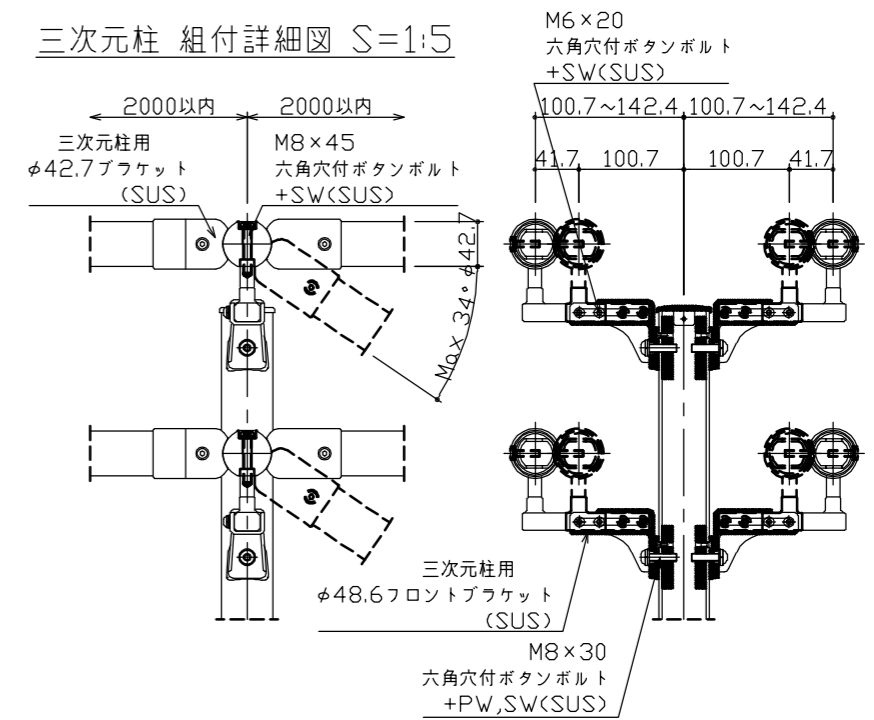 三次元柱 組付詳細図 S=1:5
M6×20
六角穴付ボタンボルト
+SW(SUS)
2000以内
2000以内
三次元柱用
φ42.7ブラケット
(SUS)
M8×45
六角穴付ボタンボルト
+SW(SUS)
φ42.7
Max 34°
100.7~142.4
100.7~142.4
41.7
100.7
100.7
41.7
三次元柱用
φ48.6フロントブラケット
(SUS)
M8×30
六角穴付ボタンボルト
+PW,SW(SUS)